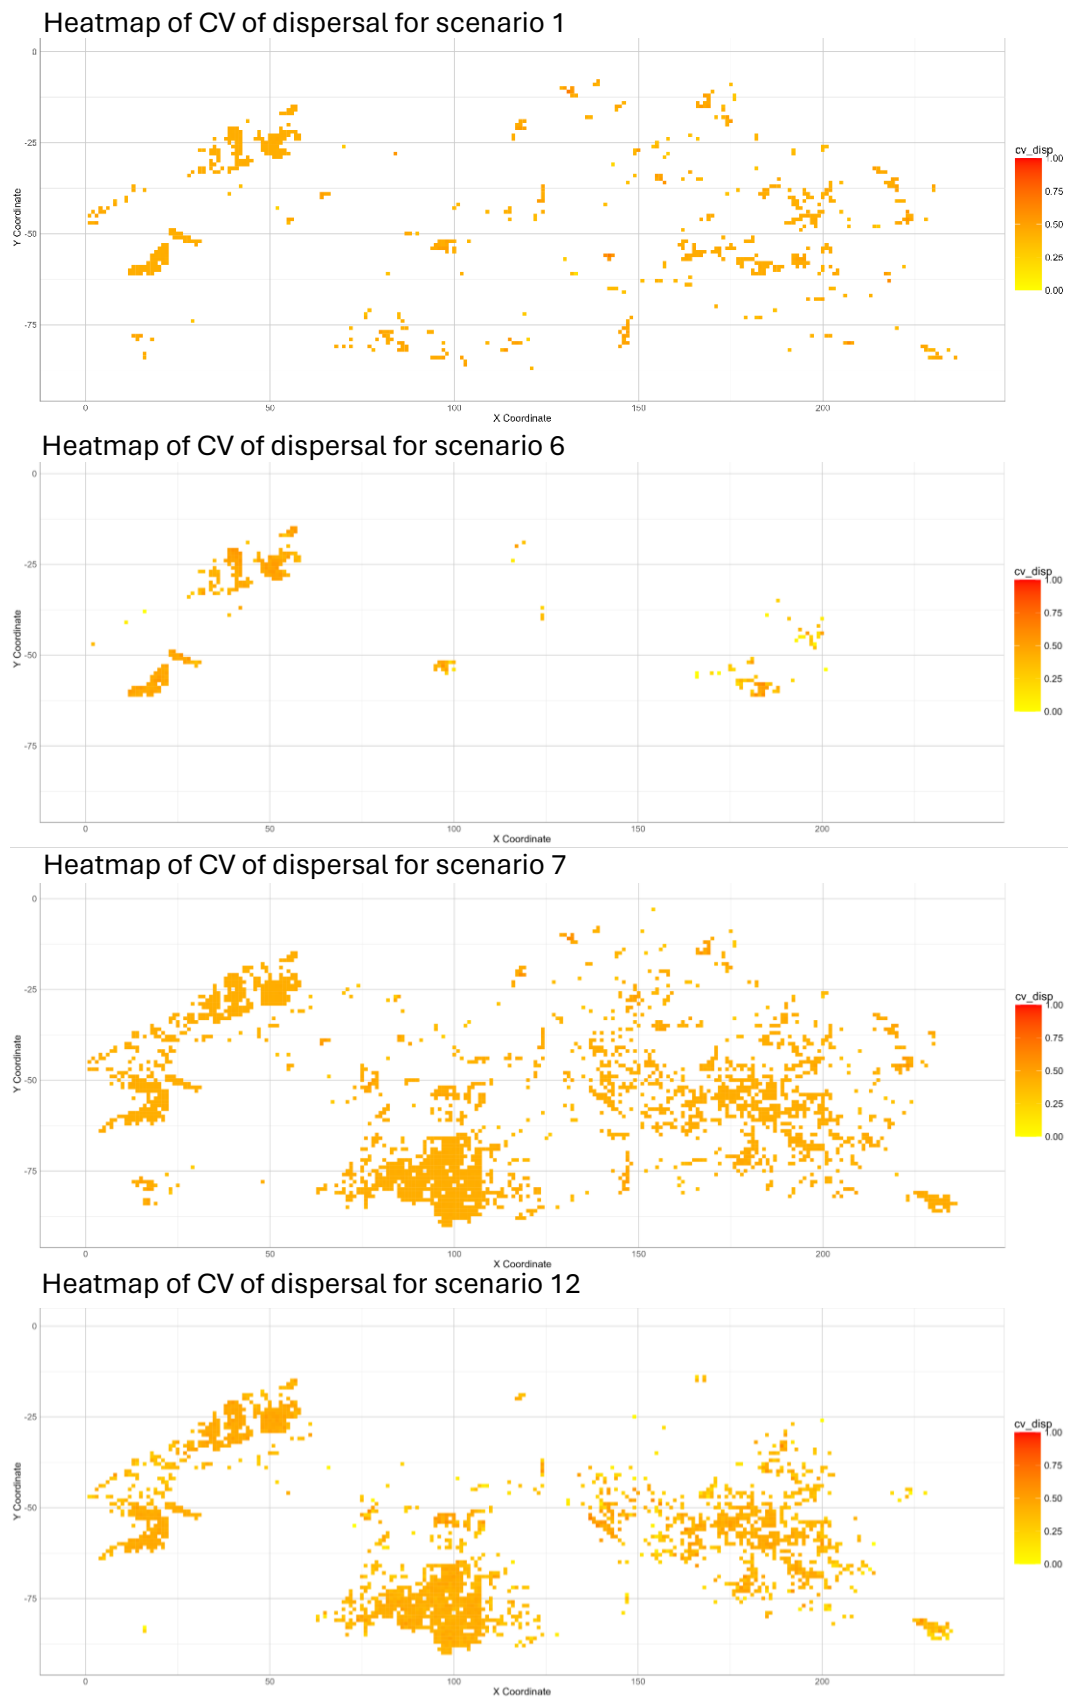 Heatmap of CV of dispersal for scenario 1
0
-25
-50
-75
Y Coordinate
0 50 100 150 200
X Coordinate
cv_disp
1.00
0.75
0.50
0.25
0.00
Heatmap of CV of dispersal for scenario 6
0
-25
-50
-75
Y Coordinate
0 50 100 150 200
X Coordinate
cv_disp
1.00
0.75
0.50
0.25
0.00
Heatmap of CV of dispersal for scenario 7
0
-25
-50
-75
Y Coordinate
0 50 100 150 200
X Coordinate
cv_disp
1.00
0.75
0.50
0.25
0.00
Heatmap of CV of dispersal for scenario 12
0
-25
-50
-75
Y Coordinate
0 50 100 150 200
X Coordinate
cv_disp
1.00
0.75
0.50
0.25
0.00